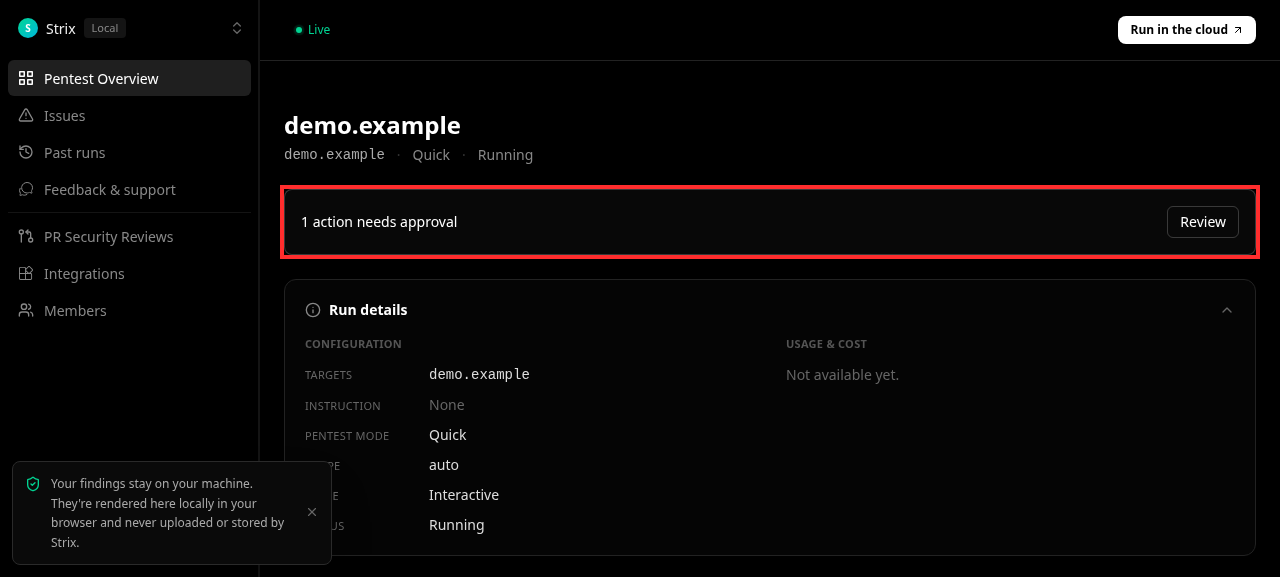 S Strix Local
Live
Run in the cloud
Pentest Overview
Issues
Past runs
Feedback & support
PR Security Reviews
Integrations
Members
demo.example
demo.example · Quick · Running
1 action needs approval
Review
Run details
CONFIGURATION
TARGETS demo.example
INSTRUCTION None
PENTEST MODE Quick
auto
Interactive
Running
USAGE & COST
Not available yet.
Your findings stay on your machine.
They're rendered here locally in your
browser and never uploaded or stored by
Strix.